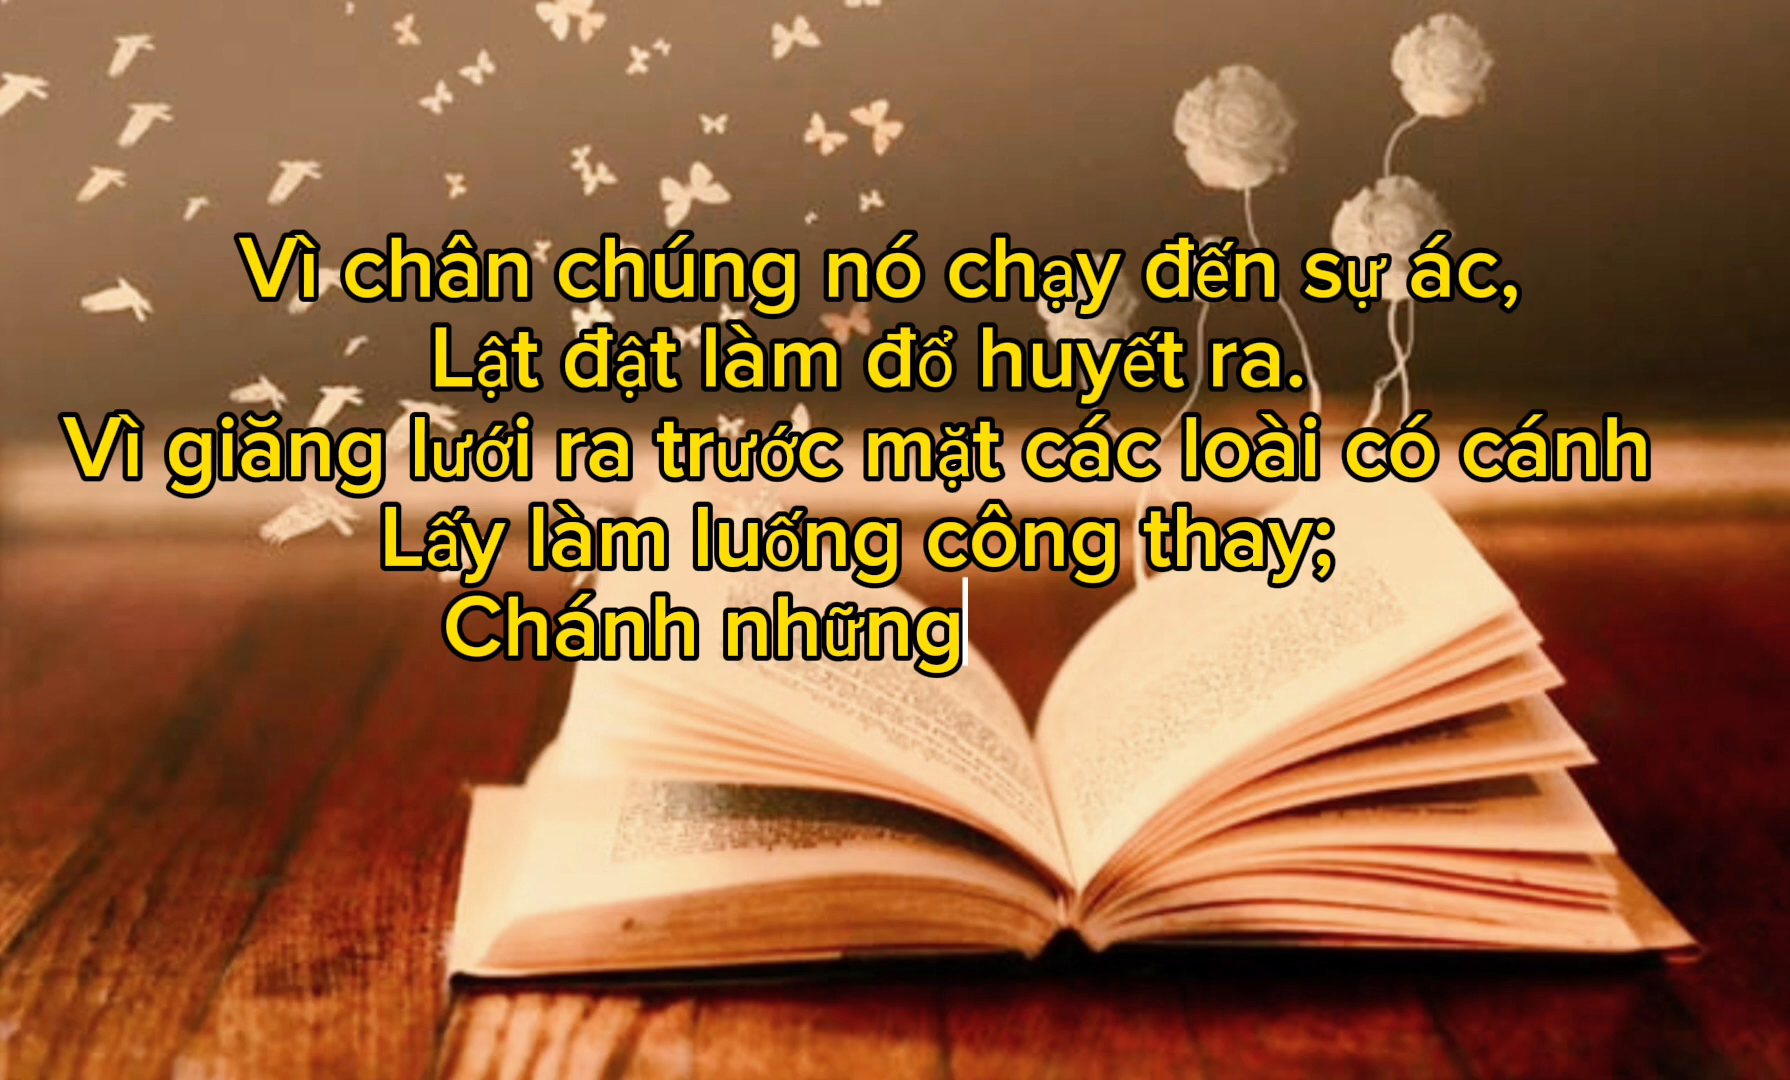 Vì chân chúng nó chạy đến sự ác,
Lật đật làm đổ huyết ra.
Vì giăng lưới ra trước mặt các loài có cánh
Lấy làm luống công thay;
Chánh những